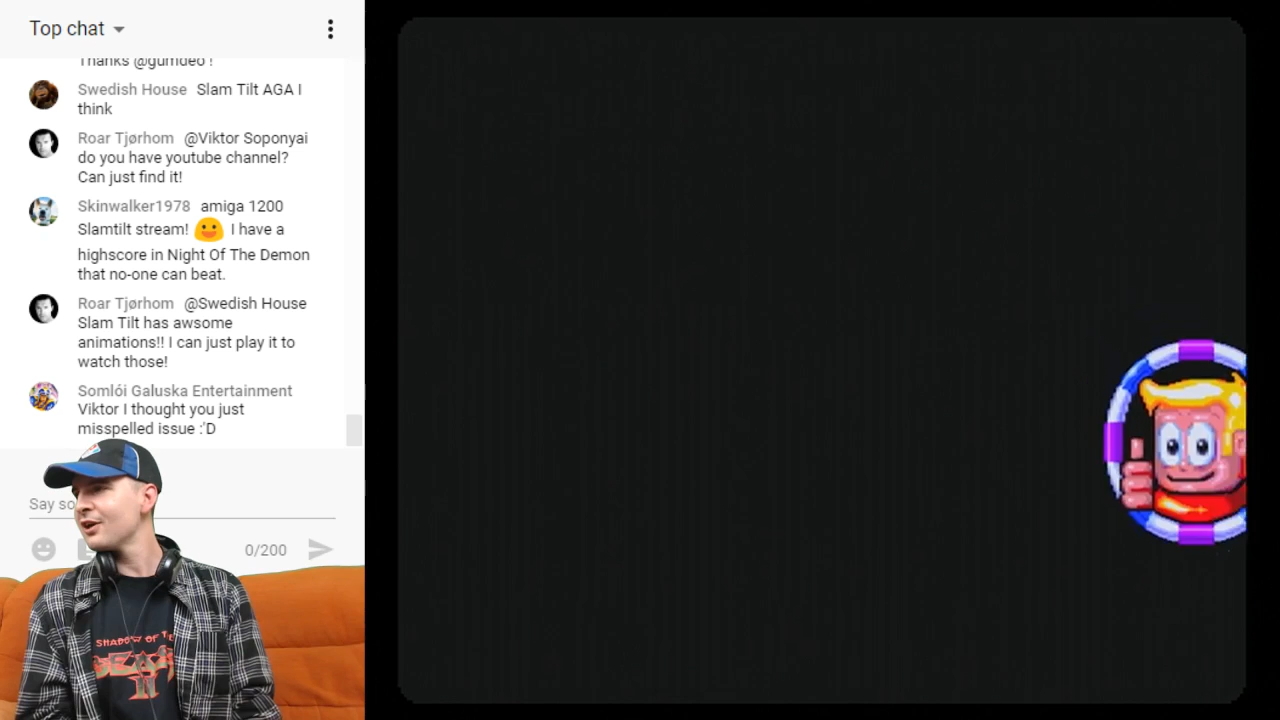 Top chat
Thanks @gumdeo !
Swedish House Slam Tilt AGA I
think
Roar Tjørhom @Viktor Soponyai
do you have youtube channel?
Can just find it!
Skinwalker1978 amiga 1200
Slamtilt stream! I have a
highscore in Night Of The Demon
that no-one can beat.
Roar Tjørhom @Swedish House
Slam Tilt has awsome
animations!! I can just play it to
watch those!
Somlói Galuska Entertainment
Viktor I thought you just
misspelled issue :'D
Say so
0/200
SHADOW OF THE
BEAST
II